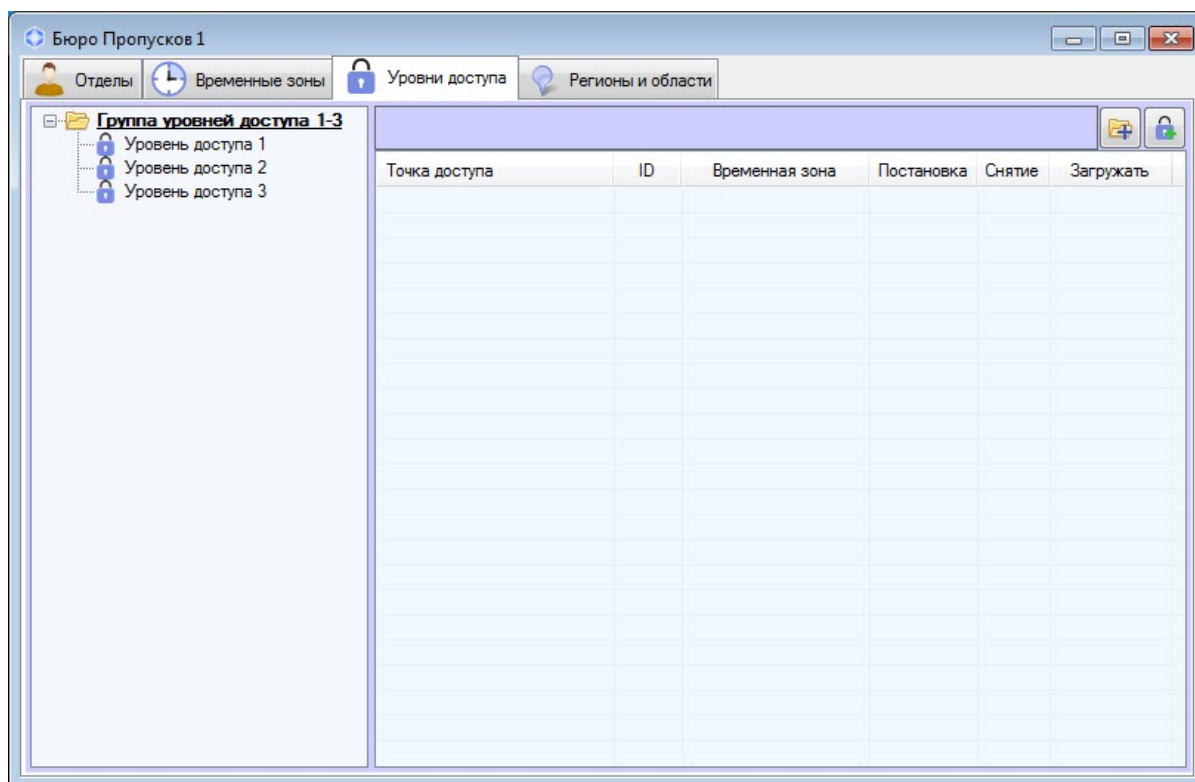 Бюро Пропусков 1
Отделы Временные зоны Уровни доступа Регионы и области
Группа уровней доступа 1-3
Уровень доступа 1
Уровень доступа 2
Уровень доступа 3
Точка доступа ID Временная зона Постановка Снятие Загружать